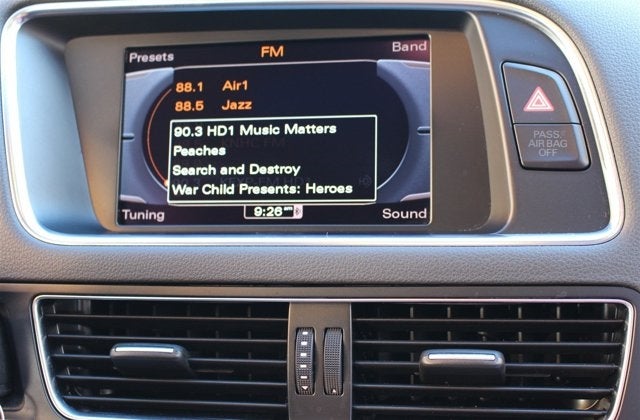 Presets FM Band
88.1 Air1
88.5 Jazz
90.3 HD1 Music Matters
Peaches
Search and Destroy
War Child Presents: Heroes
Tuning 9:26 am Sound
PASS
AIR BAG
OFF